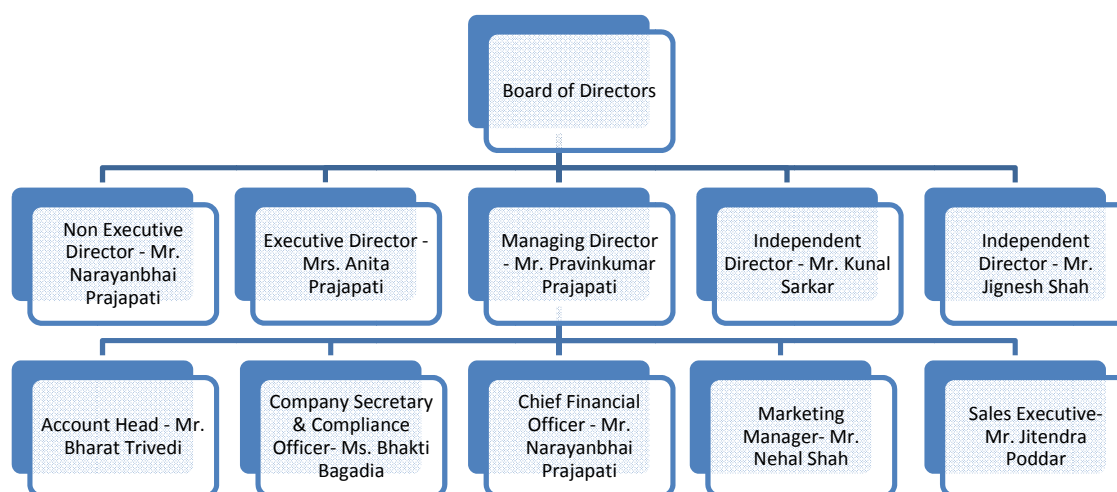 Board of Directors
Non Executive
Director - Mr.
Narayanbhai
Prajapati
Executive Director -
Mrs. Anita
Prajapati
Managing Director
- Mr. Pravinkumar
Prajapati
Independent
Director - Mr. Kunal
Sarkar
Independent
Director - Mr.
Jignesh Shah
Account Head - Mr.
Bharat Trivedi
Company Secretary
& Compliance
Officer- Ms. Bhakti
Bagadia
Chief Financial
Officer - Mr.
Narayanbhai
Prajapati
Marketing
Manager- Mr.
Nehal Shah
Sales Executive-
Mr. Jitendra
Poddar